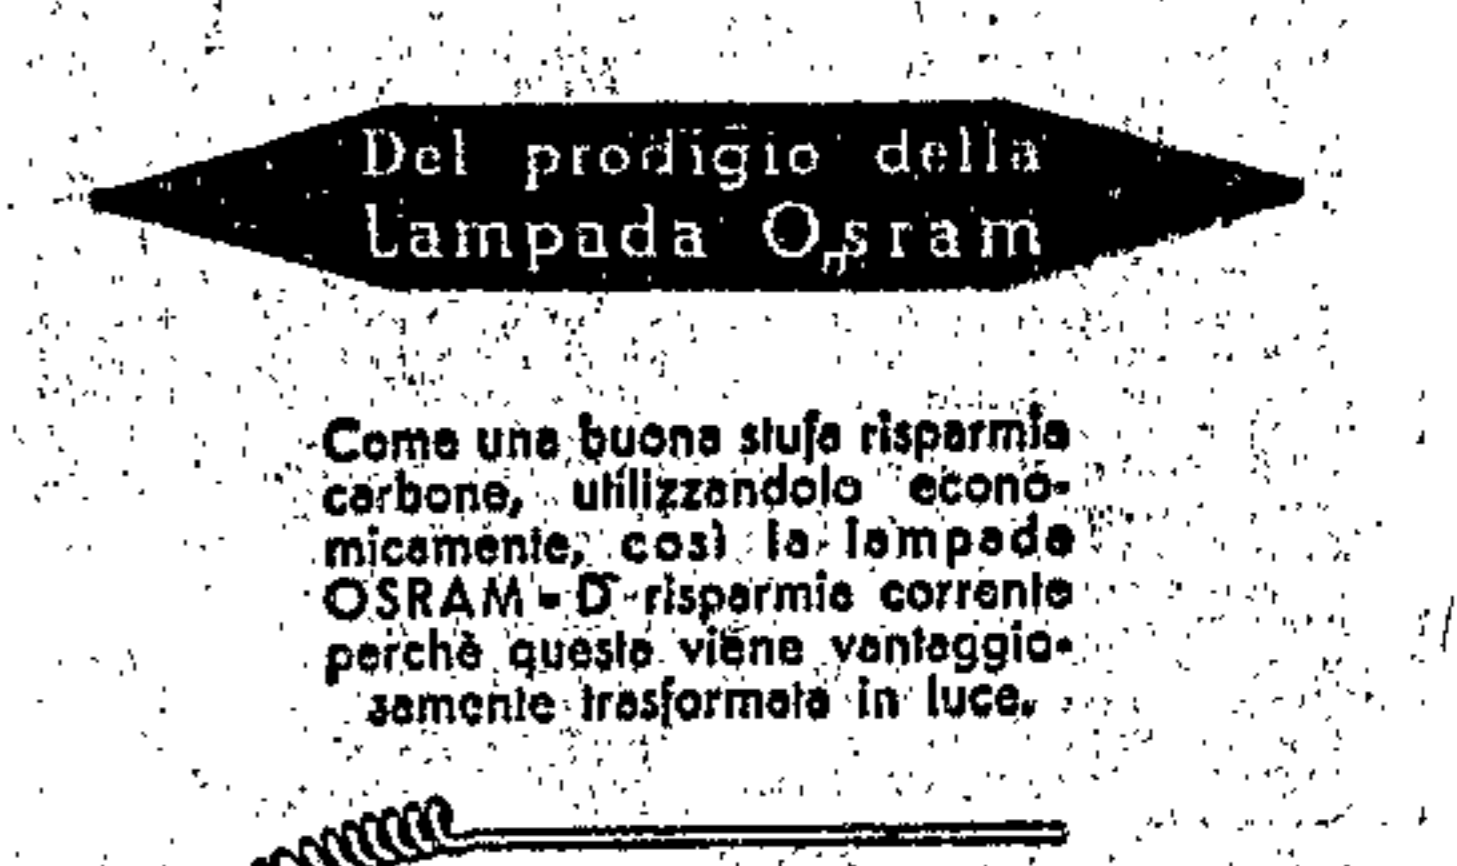 Del prodigio della
Lampada Osram
Come una buona stufa risparmia
carbone, utilizzandolo econo-
micamente, così la lampada
OSRAM-D risparmia corrente
perchè questa viene vantaggio-
samente trasformata in luce.